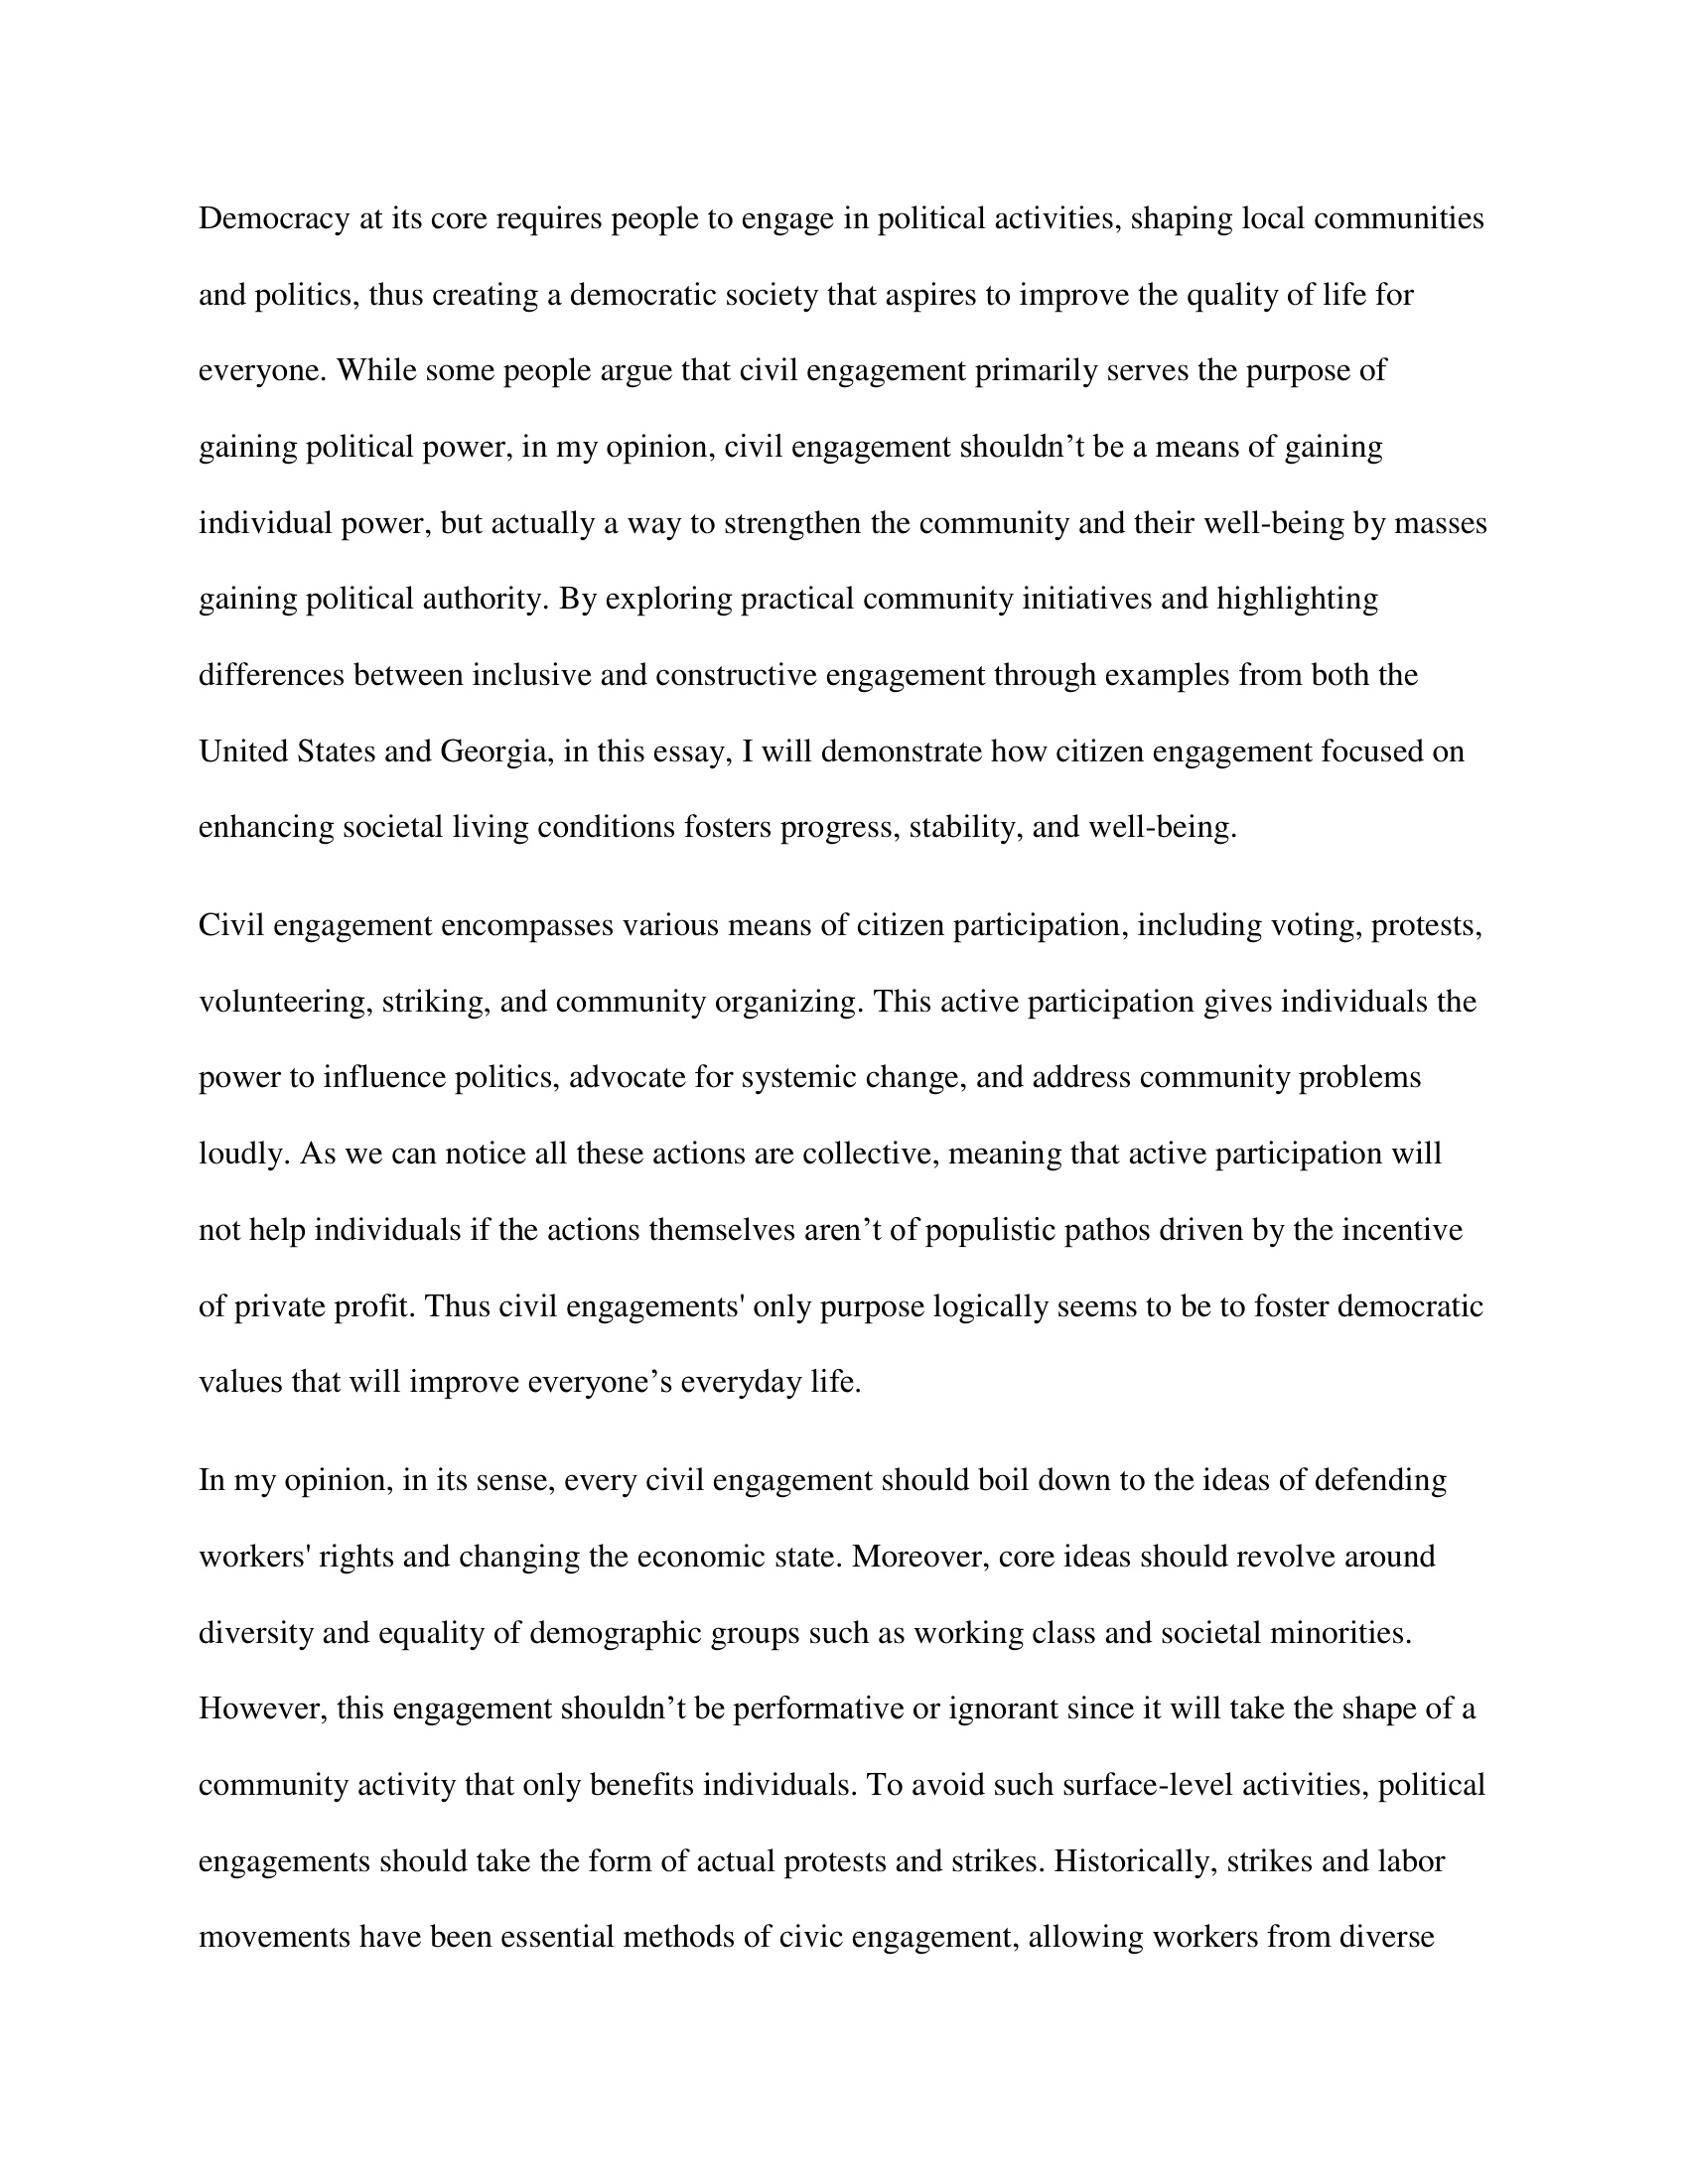 Democracy at its core requires people to engage in political activities, shaping local communities
and politics, thus creating a democratic society that aspires to improve the quality of life for
everyone. While some people argue that civil engagement primarily serves the purpose of
gaining political power, in my opinion, civil engagement shouldn’t be a means of gaining
individual power, but actually a way to strengthen the community and their well-being by masses
gaining political authority. By exploring practical community initiatives and highlighting
differences between inclusive and constructive engagement through examples from both the
United States and Georgia, in this essay, I will demonstrate how citizen engagement focused on
enhancing societal living conditions fosters progress, stability, and well-being.
Civil engagement encompasses various means of citizen participation, including voting, protests,
volunteering, striking, and community organizing. This active participation gives individuals the
power to influence politics, advocate for systemic change, and address community problems
loudly. As we can notice all these actions are collective, meaning that active participation will
not help individuals if the actions themselves aren’t of populistic pathos driven by the incentive
of private profit. Thus civil engagements' only purpose logically seems to be to foster democratic
values that will improve everyone’s everyday life.
In my opinion, in its sense, every civil engagement should boil down to the ideas of defending
workers' rights and changing the economic state. Moreover, core ideas should revolve around
diversity and equality of demographic groups such as working class and societal minorities.
However, this engagement shouldn’t be performative or ignorant since it will take the shape of a
community activity that only benefits individuals. To avoid such surface-level activities, political
engagements should take the form of actual protests and strikes. Historically, strikes and labor
movements have been essential methods of civic engagement, allowing workers from diverse